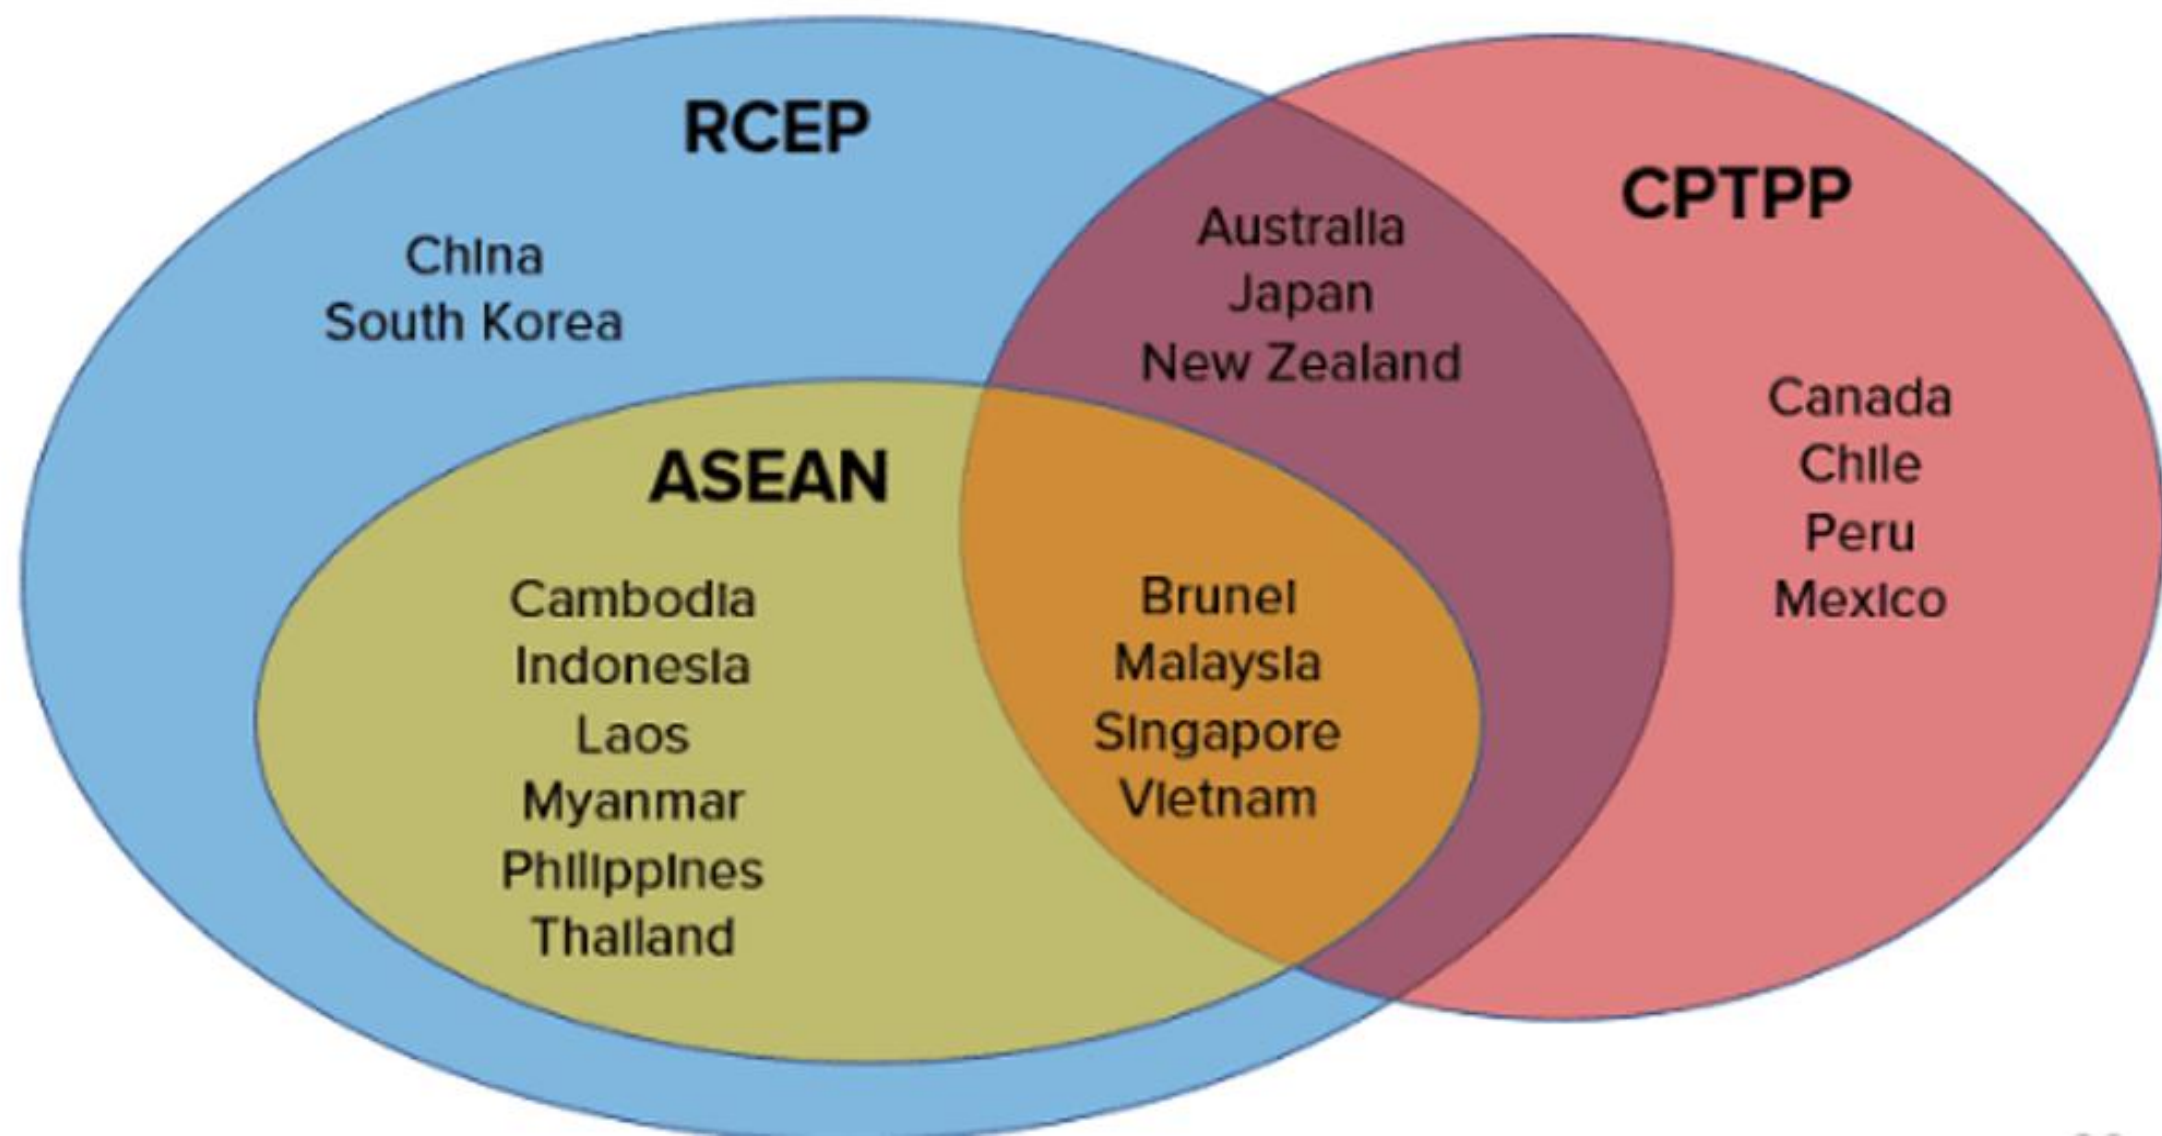 RCEP
China
South Korea
Australia
Japan
New Zealand
CPTPP
Canada
Chile
Peru
Mexico
ASEAN
Cambodia
Indonesia
Laos
Myanmar
Philippines
Thailand
Brunei
Malaysia
Singapore
Vietnam